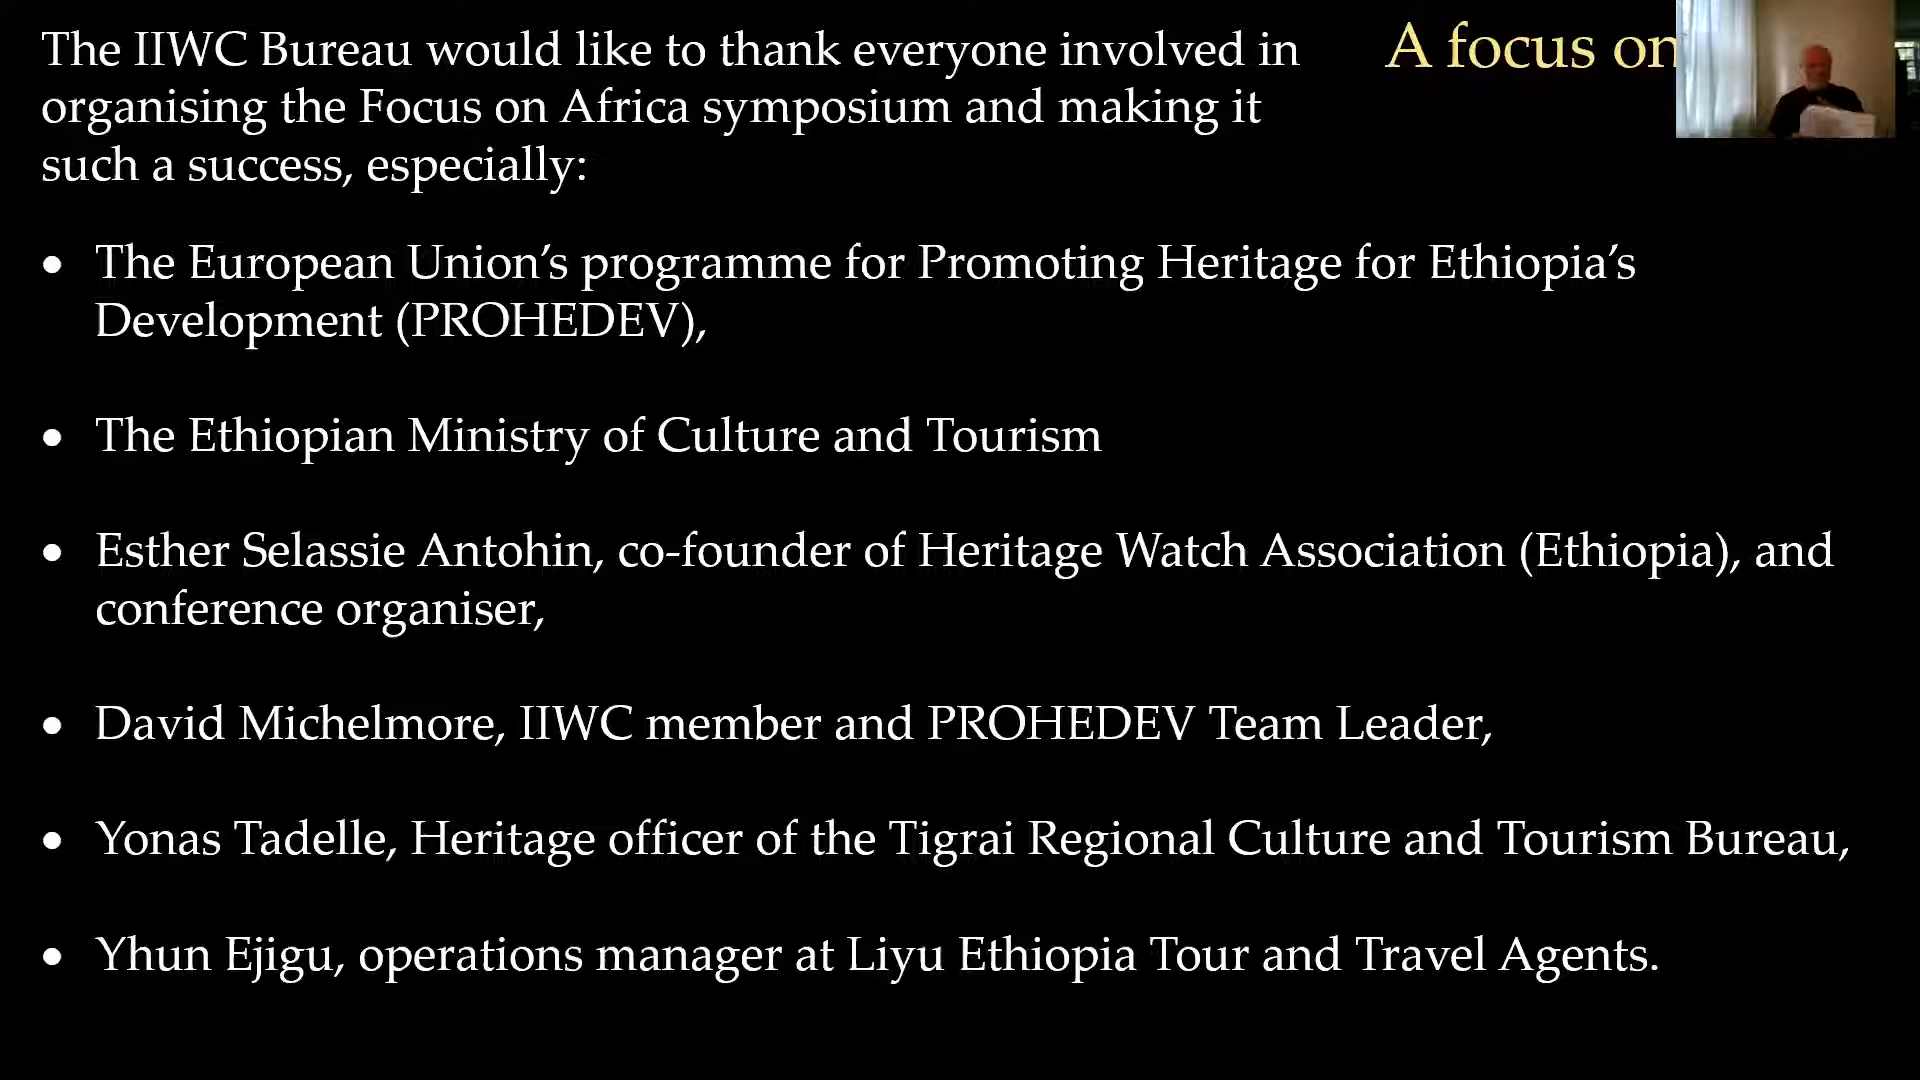 The IIWC Bureau would like to thank everyone involved in
organising the Focus on Africa symposium and making it
such a success, especially:
A focus on
• The European Union’s programme for Promoting Heritage for Ethiopia’s
Development (PROHEDEV),
• The Ethiopian Ministry of Culture and Tourism
• Esther Selassie Antohin, co-founder of Heritage Watch Association (Ethiopia), and
conference organiser,
• David Michelmore, IIWC member and PROHEDEV Team Leader,
• Yonas Tadelle, Heritage officer of the Tigrai Regional Culture and Tourism Bureau,
• Yhun Ejigu, operations manager at Liyu Ethiopia Tour and Travel Agents.